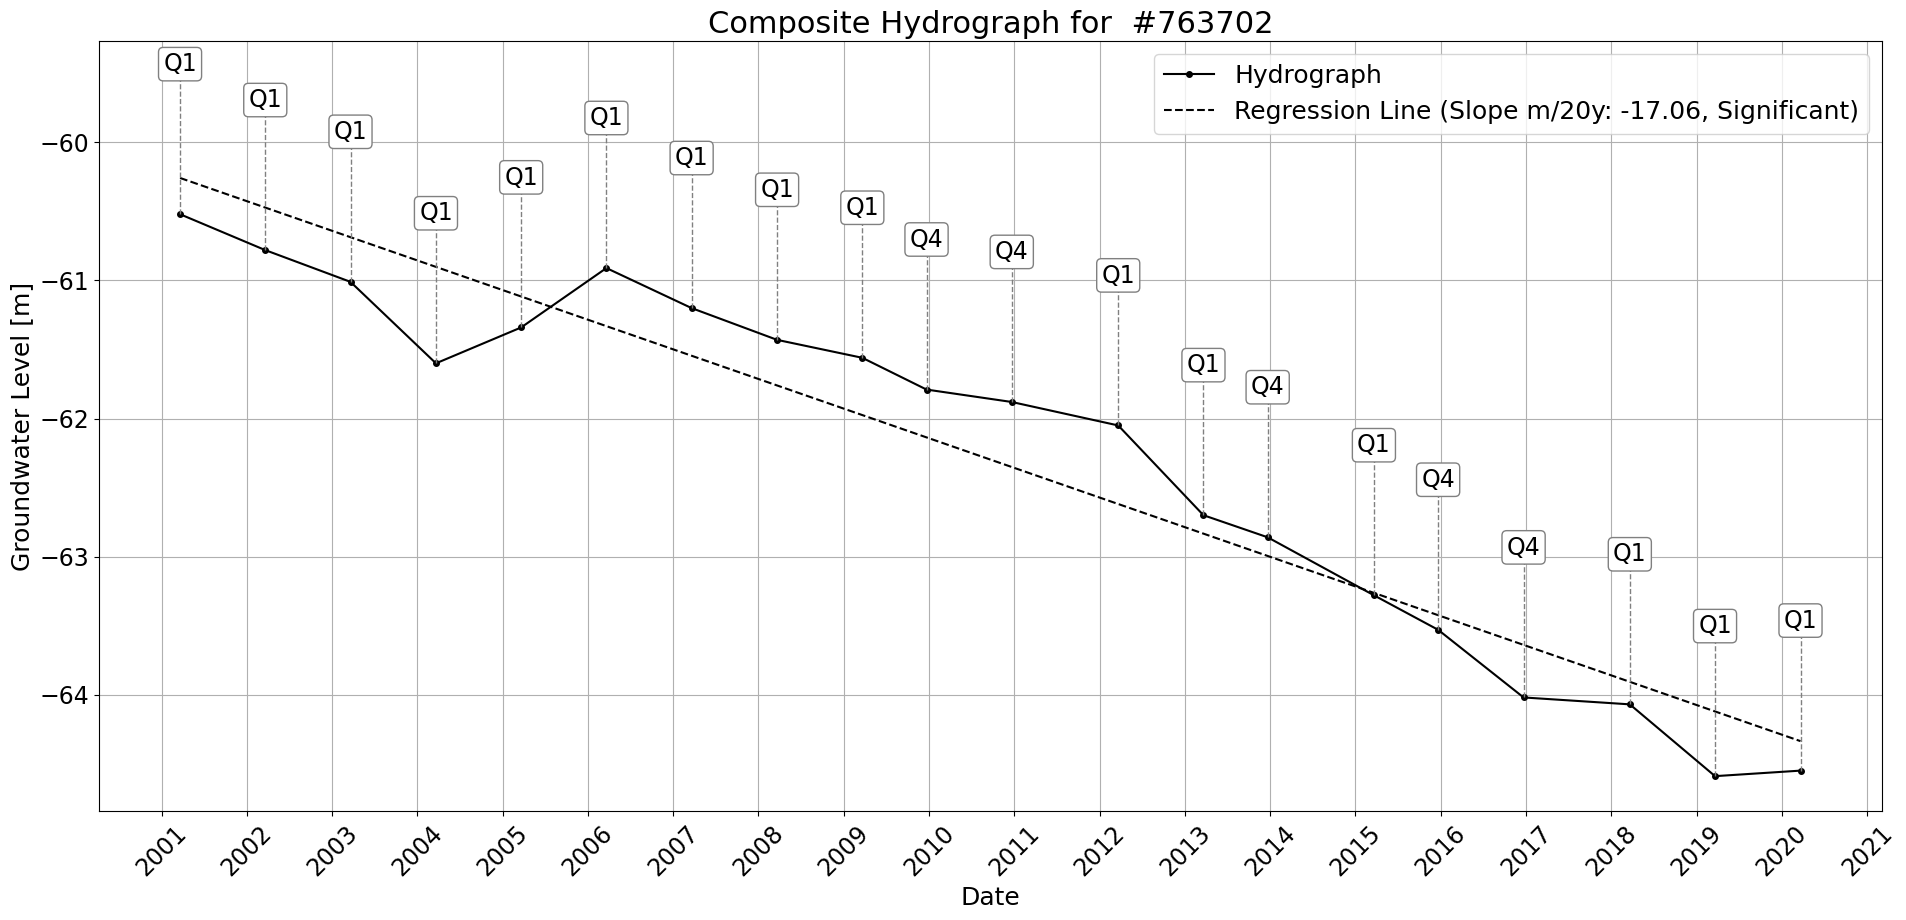 Composite Hydrograph for  #763702
Hydrograph
Regression Line (Slope m/20y: -17.06, Significant)
Q1
Q1
Q1
Q1
Q1
Q1
Q1
Q1
Q1
Q4
Q4
Q1
Q1
Q4
Q1
Q4
Q4
Q1
Q1
Q1
Groundwater Level [m]
−60
−61
−62
−63
−64
2001
2002
2003
2004
2005
2006
2007
2008
2009
2010
2011
2012
2013
2014
2015
2016
2017
2018
2019
2020
2021
Date